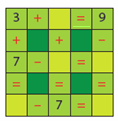 3 + = 9
+ + −
7 − =
= = =
− 7 =